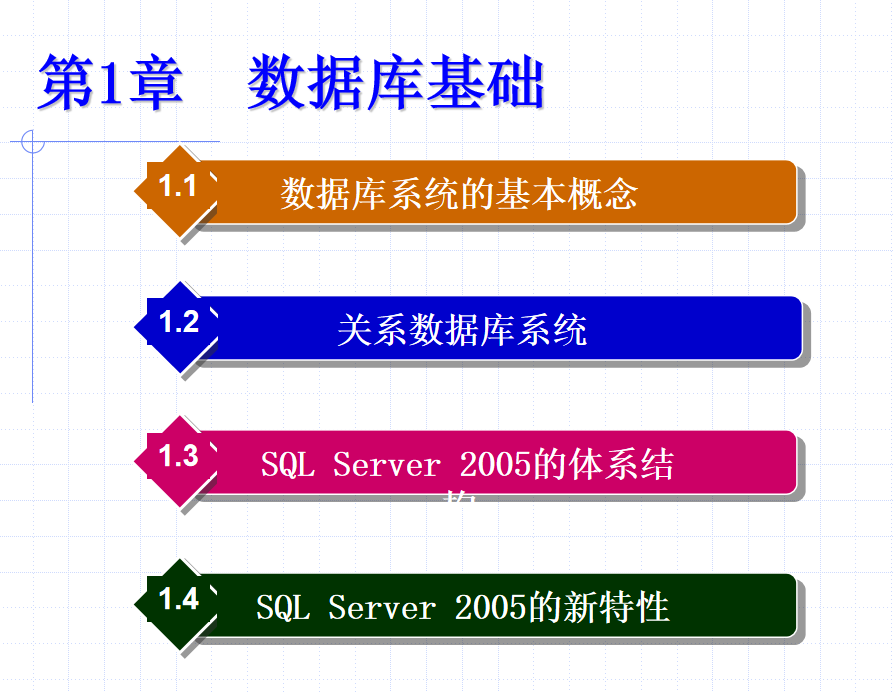 第1章 数据库基础
1.1 数据库系统的基本概念
1.2 关系数据库系统
1.3 SQL Server 2005的体系结
构
1.4 SQL Server 2005的新特性